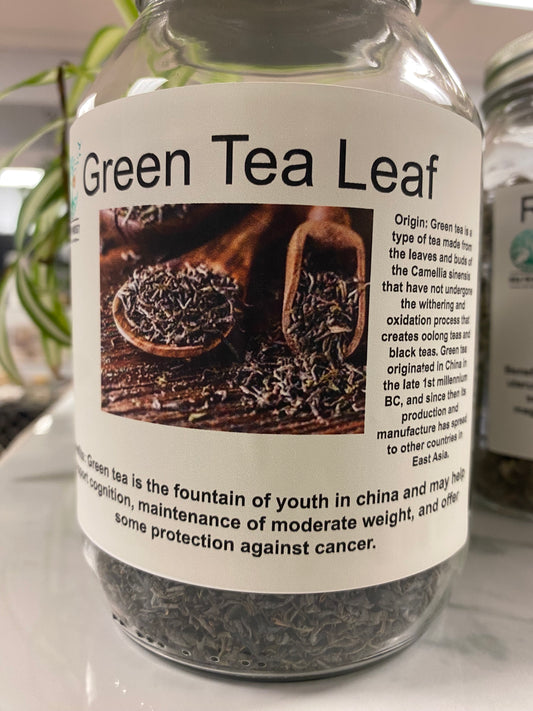 Green Tea Leaf
Origin: Green tea is a
type of tea made from
the leaves and buds of
the Camellia sinensis
that have not undergone
the withering and
oxidation process that
creates oolong teas and
black teas. Green tea
originated in China in
the late 1st millennium
BC, and since then its
production and
manufacture has spread
to other countries in
East Asia.
Green tea is the fountain of youth in china and may help
cognition, maintenance of moderate weight, and offer
some protection against cancer.